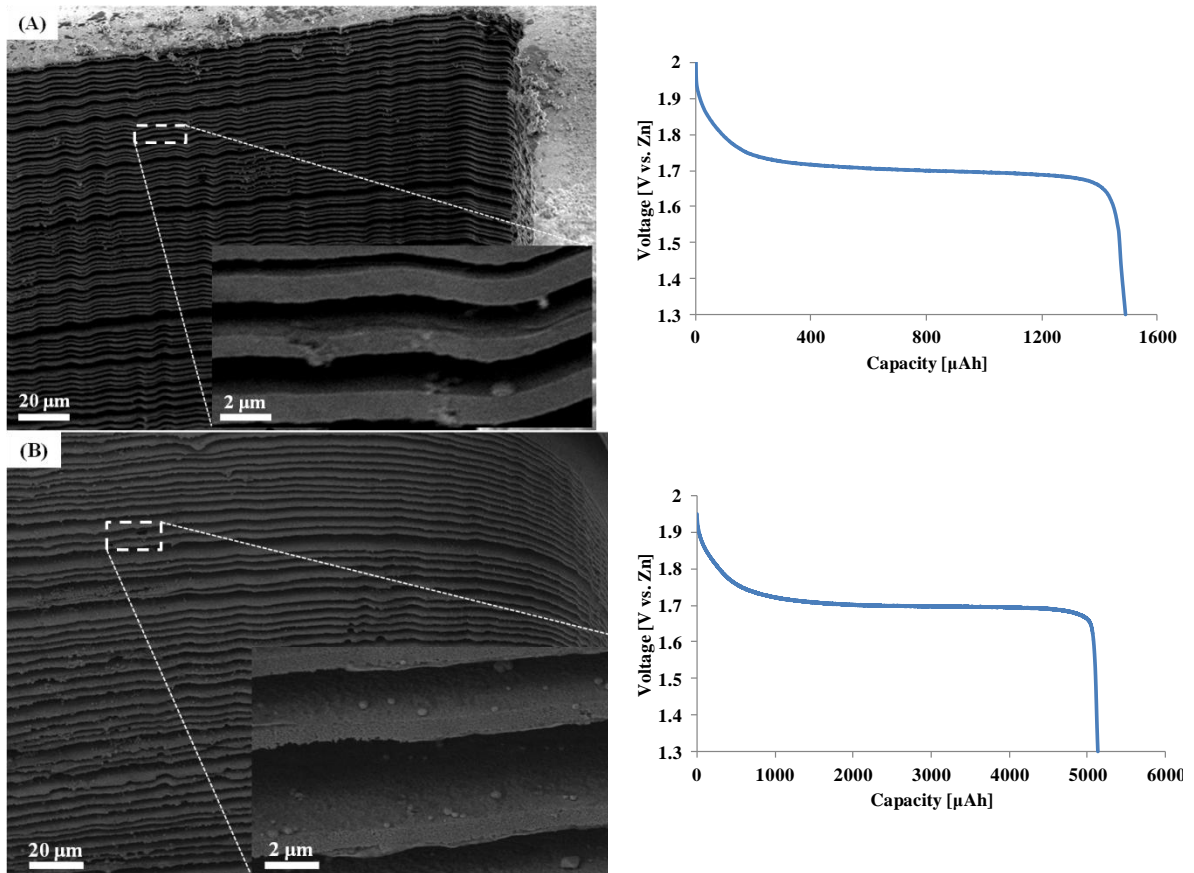 (A)
20 µm
2 µm
2
1.9
1.8
1.7
1.6
1.5
1.4
1.3
Voltage [V vs. Zn]
0 400 800 1200 1600
Capacity [µAh]
(B)
20 µm
2 µm
2
1.9
1.8
1.7
1.6
1.5
1.4
1.3
Voltage [V vs. Zn]
0 1000 2000 3000 4000 5000 6000
Capacity [µAh]